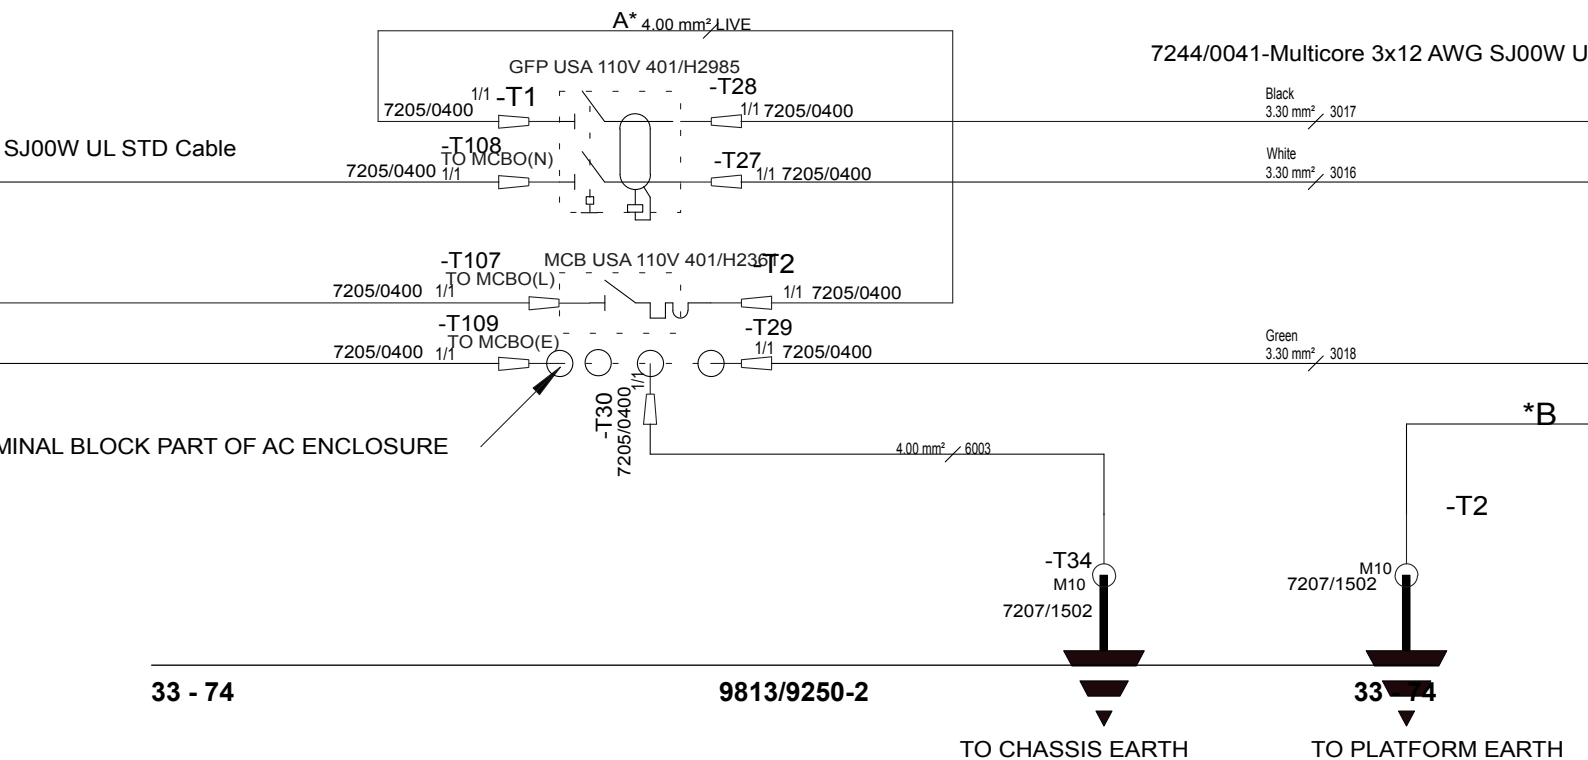 A* 4.00 mm² LIVE
7244/0041-Multicore 3x12 AWG SJ00W U
GFP USA 110V 401/H2985
7205/0400 1/1 -T1
-T28
1/1 7205/0400
Black
3.30 mm² 3017
SJ00W UL STD Cable
-T108
TO MCBO(N)
7205/0400 1/1
-T27
1/1 7205/0400
White
3.30 mm² 3016
-T107
TO MCBO(L)
7205/0400 1/1
MCB USA 110V 401/H2361
-T2
1/1 7205/0400
-T109
TO MCBO(E)
7205/0400 1/1
-T29
1/1 7205/0400
Green
3.30 mm² 3018
-T30
7205/0400
1/1
*B
MINAL BLOCK PART OF AC ENCLOSURE
4.00 mm² 6003
-T2
-T34
M10
7207/1502
M10
7207/1502
33 - 74
9813/9250-2
33 - 74
TO CHASSIS EARTH
TO PLATFORM EARTH